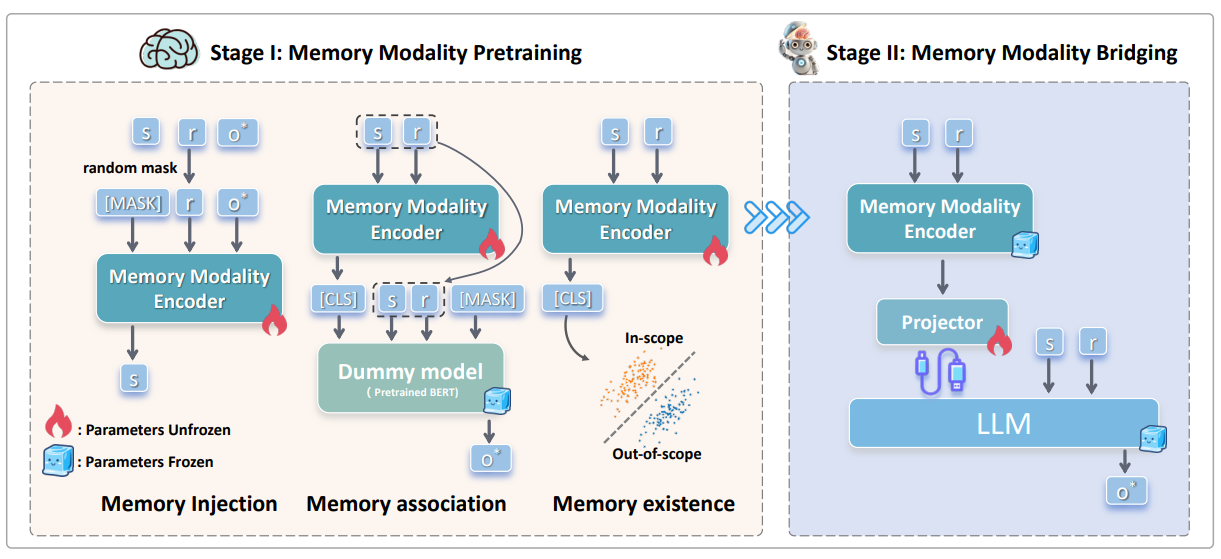 Stage I: Memory Modality Pretraining
s r o*
random mask
[MASK] r o*
Memory Modality
Encoder
s
: Parameters Unfrozen
: Parameters Frozen
Memory Injection
s r
Memory Modality
Encoder
[CLS] s r [MASK]
Dummy model
( Pretrained BERT)
o*
Memory association
s r
Memory Modality
Encoder
[CLS]
In-scope
Out-of-scope
Memory existence
Stage II: Memory Modality Bridging
s r
Memory Modality
Encoder
Projector
s r
LLM
o*